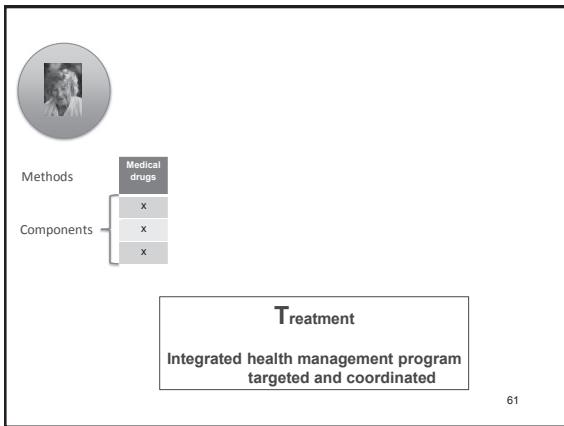 Methods
Medical
drugs
Components
x
x
x
Treatment
Integrated health management program
targeted and coordinated
61